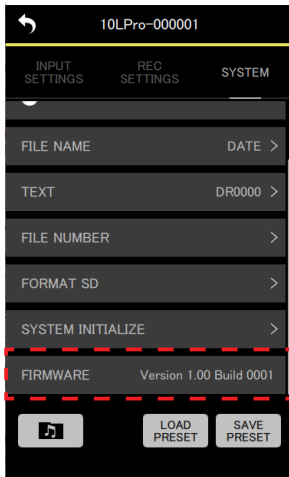 10LPro-000001
INPUT SETTINGS
REC SETTINGS
SYSTEM
FILE NAME DATE >
TEXT DR0000 >
FILE NUMBER >
FORMAT SD >
SYSTEM INITIALIZE >
FIRMWARE Version 1.00 Build 0001
LOAD PRESET
SAVE PRESET